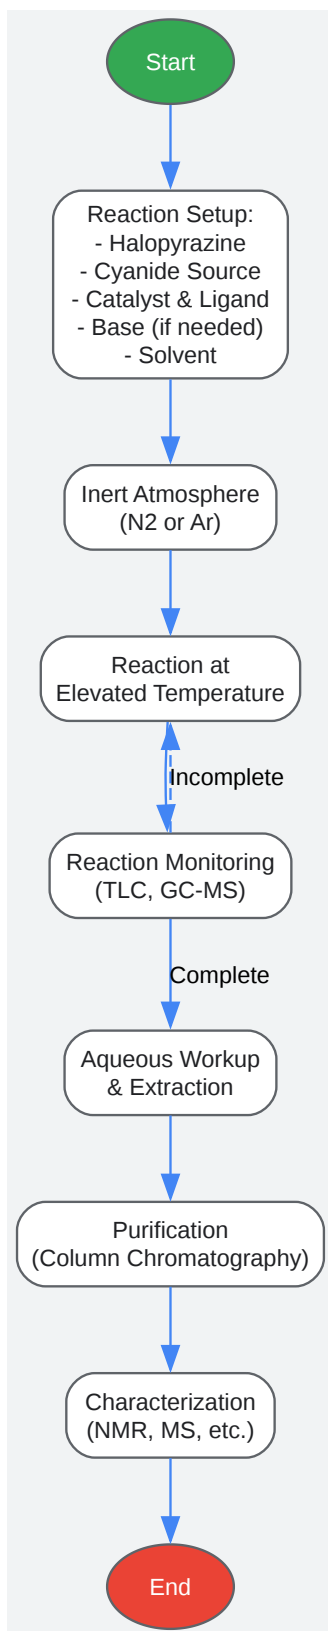 Start
Reaction Setup:
- Halopyrazine
- Cyanide Source
- Catalyst & Ligand
- Base (if needed)
- Solvent
Inert Atmosphere
(N2 or Ar)
Reaction at
Elevated Temperature
Incomplete
Reaction Monitoring
(TLC, GC-MS)
Complete
Aqueous Workup
& Extraction
Purification
(Column Chromatography)
Characterization
(NMR, MS, etc.)
End